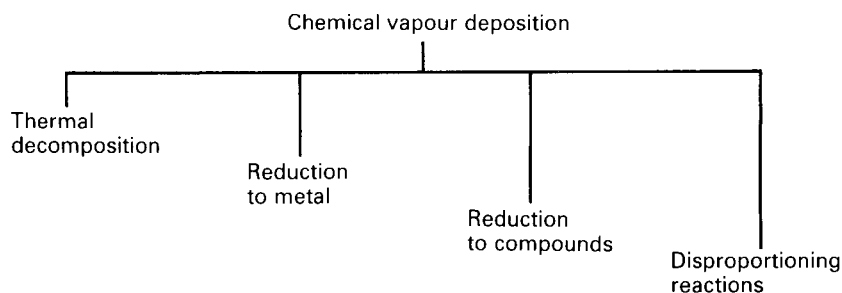 Chemical vapour deposition
Thermal
decomposition
Reduction
to metal
Reduction
to compounds
Disproportioning
reactions